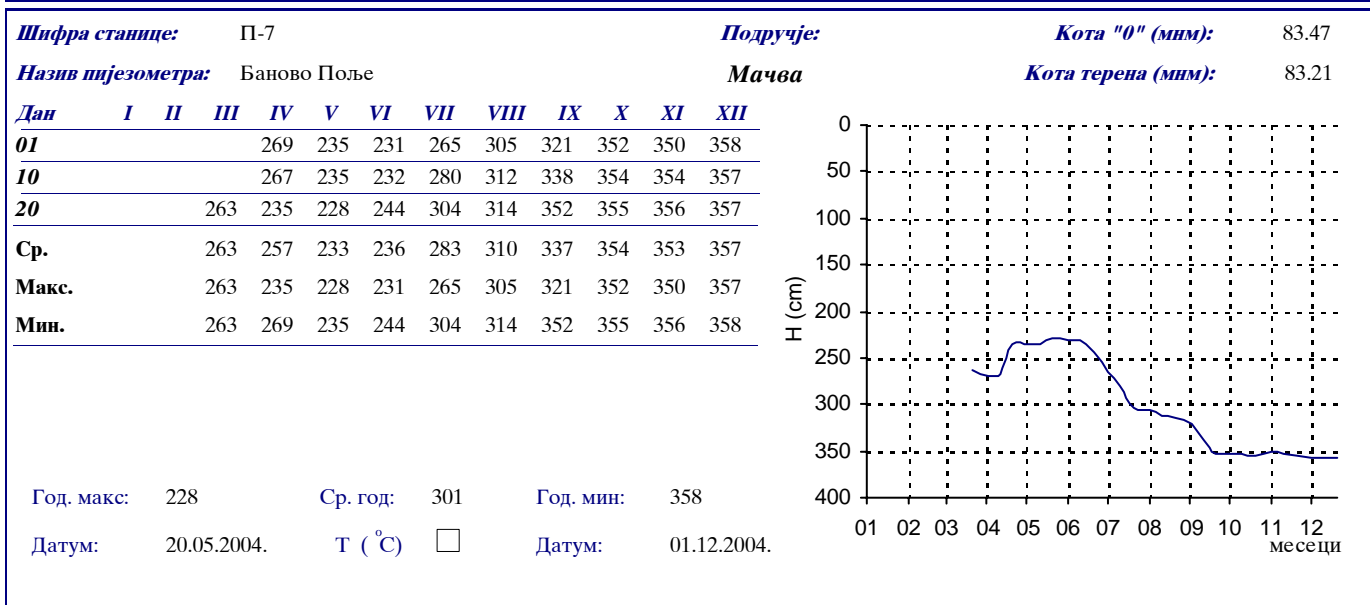 Шифра станице: П-7 Подручје: Кота "0" (мнм): 83.47
Назив пијезометра: Баново Поље Мачва Кота терена (мнм): 83.21
Дан I II III IV V VI VII VIII IX X XI XII
01 269 235 231 265 305 321 352 350 358
10 267 235 232 280 312 338 354 354 357
20 263 235 228 244 304 314 352 355 356 357
Ср. 263 257 233 236 283 310 337 354 353 357
Макс. 263 235 228 231 265 305 321 352 350 357
Мин. 263 269 235 244 304 314 352 355 356 358
0
50
100
150
200
250
300
350
400
H (cm)
01 02 03 04 05 06 07 08 09 10 11 12
месеци
Год. макс: 228 Ср. год: 301 Год. мин: 358
Датум: 20.05.2004. T ( °C) Датум: 01.12.2004.